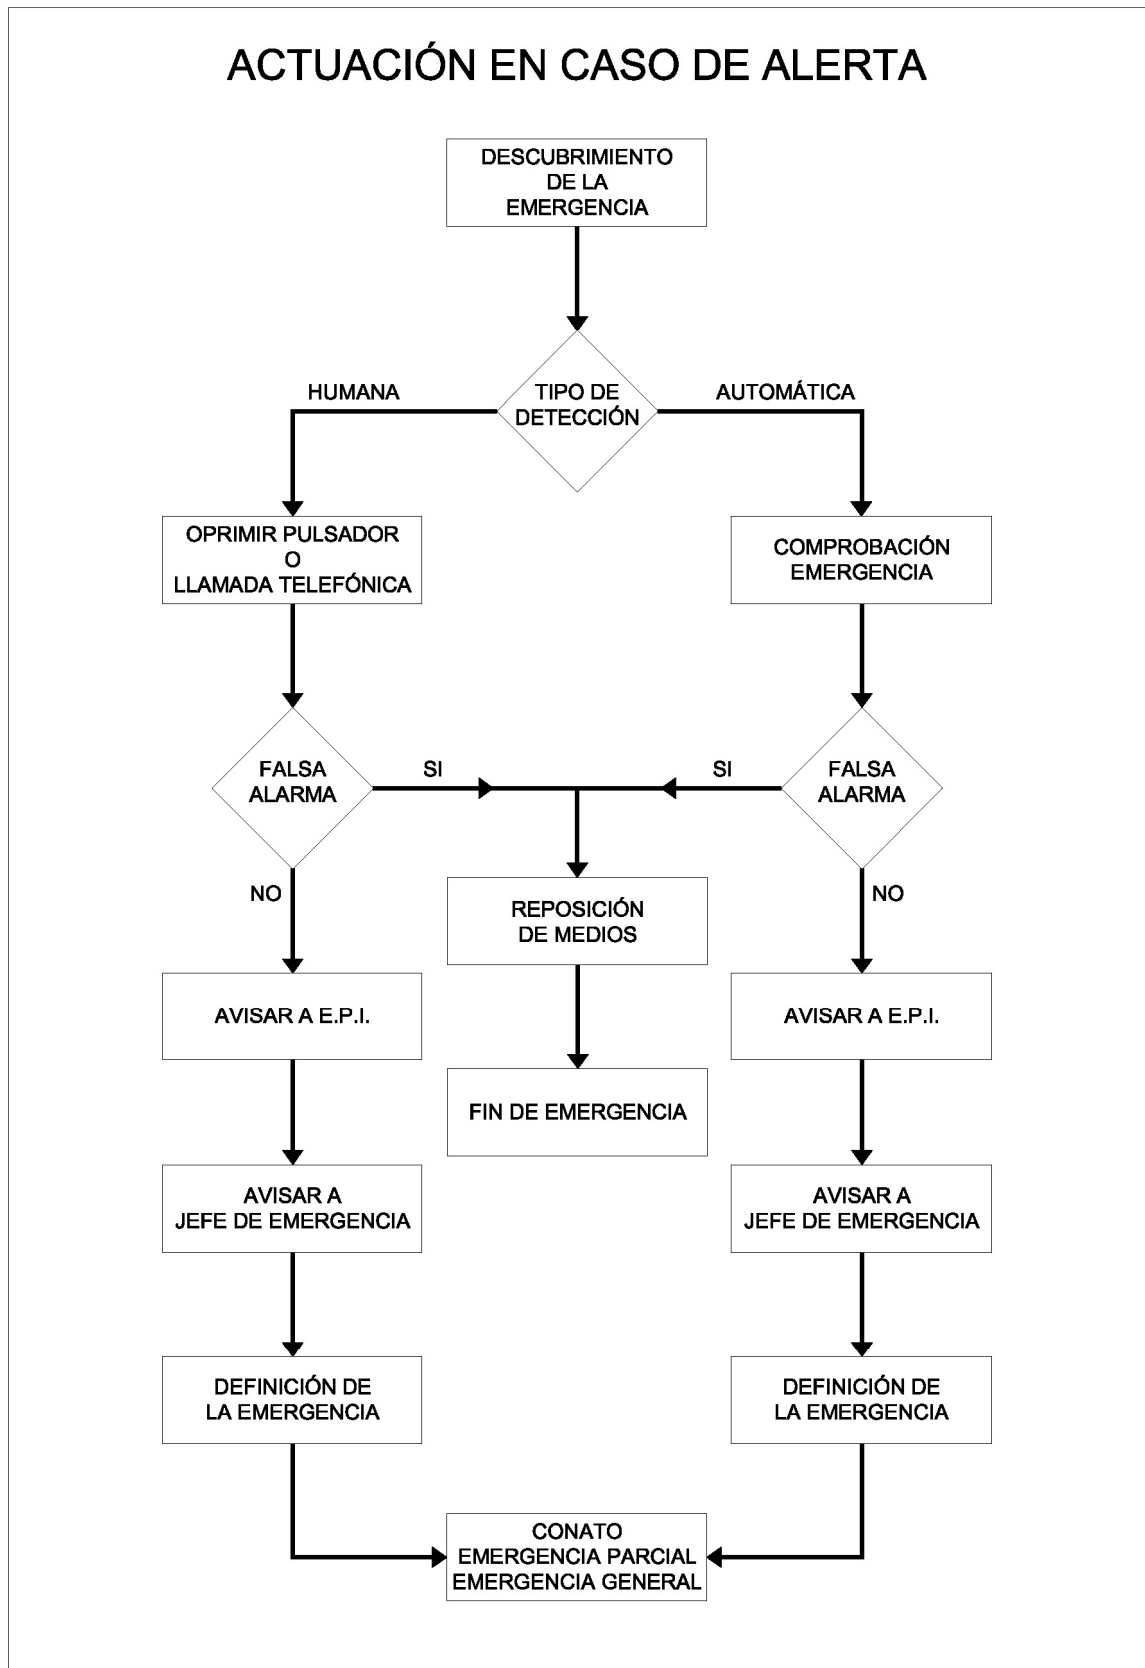 ACTUACIÓN EN CASO DE ALERTA
DESCUBRIMIENTO
DE LA
EMERGENCIA
HUMANA
TIPO DE
DETECCIÓN
AUTOMÁTICA
OPRIMIR PULSADOR
O
LLAMADA TELEFÓNICA
COMPROBACIÓN
EMERGENCIA
FALSA
ALARMA
SI
SI
FALSA
ALARMA
NO
REPOSICIÓN
DE MEDIOS
NO
AVISAR A E.P.I.
AVISAR A E.P.I.
FIN DE EMERGENCIA
AVISAR A
JEFE DE EMERGENCIA
AVISAR A
JEFE DE EMERGENCIA
DEFINICIÓN DE
LA EMERGENCIA
DEFINICIÓN DE
LA EMERGENCIA
CONATO
EMERGENCIA PARCIAL
EMERGENCIA GENERAL